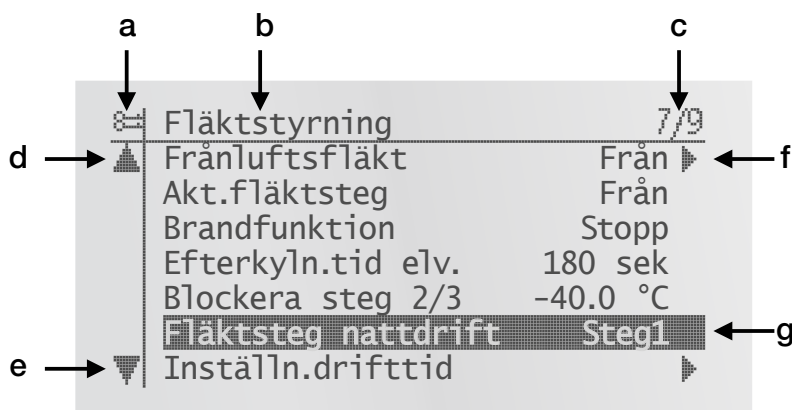 a b c
Fläktstyrning 7/9
d Frånluftsfläkt Från f
Akt.fläktsteg Från
Brandfunktion Stopp
Efterkyln.tid elv. 180 sek
Blockera steg 2/3 -40.0 °C
Fläktsteg nattdrift Steg1 g
e Inställn.drifttid